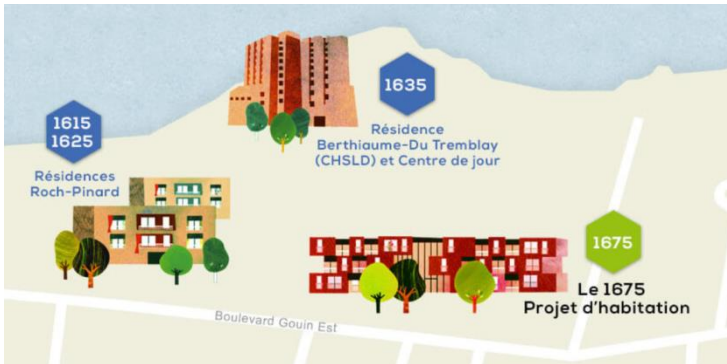 1635
Résidence
Berthiaume-Du Tremblay
(CHSLD) et Centre de jour
1615
1625
Résidences
Roch-Pinard
1675
Le 1675
Projet d'habitation
Boulevard Gouin Est